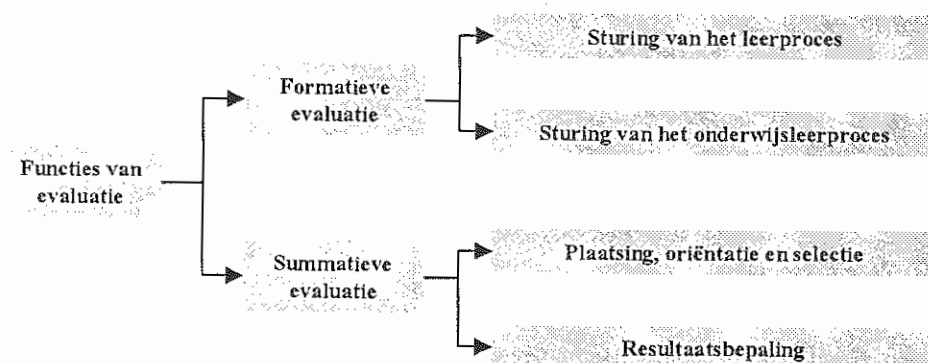 Functies van
evaluatie
Formatieve
evaluatie
Sturing van het leerproces
Sturing van het onderwijsleerproces
Summatieve
evaluatie
Plaatsing, oriëntatie en selectie
Resultaatsbepaling